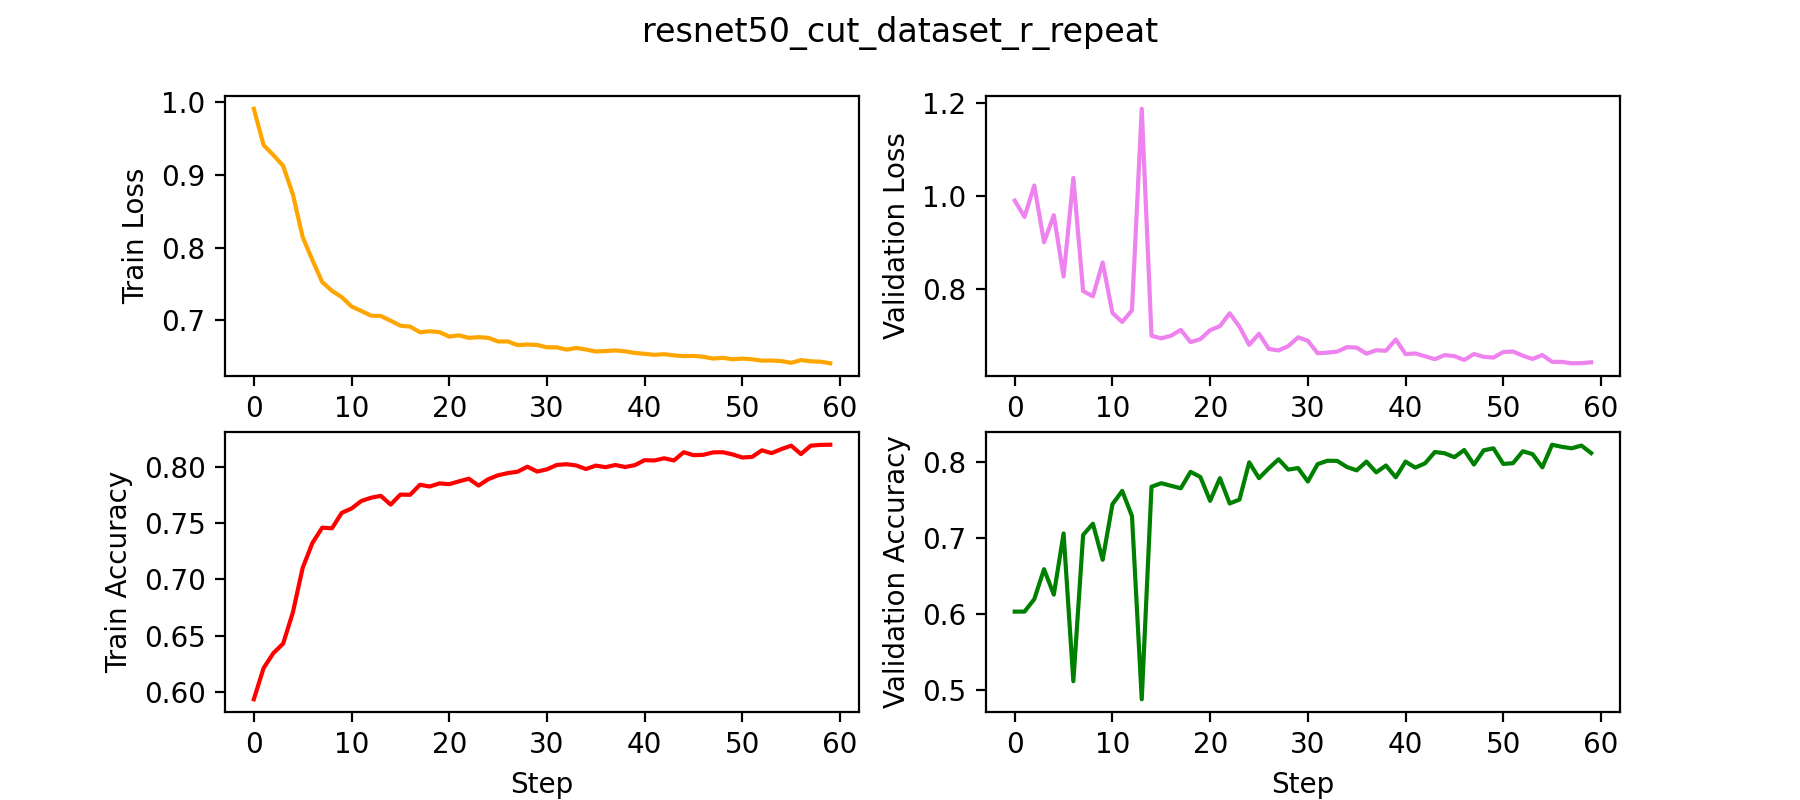 resnet50_cut_dataset_r_repeat
Train Loss
1.0
0.9
0.8
0.7
0 10 20 30 40 50 60
Validation Loss
1.2
1.0
0.8
0 10 20 30 40 50 60
Train Accuracy
0.80
0.75
0.70
0.65
0.60
0 10 20 30 40 50 60
Step
Validation Accuracy
0.8
0.7
0.6
0.5
0 10 20 30 40 50 60
Step